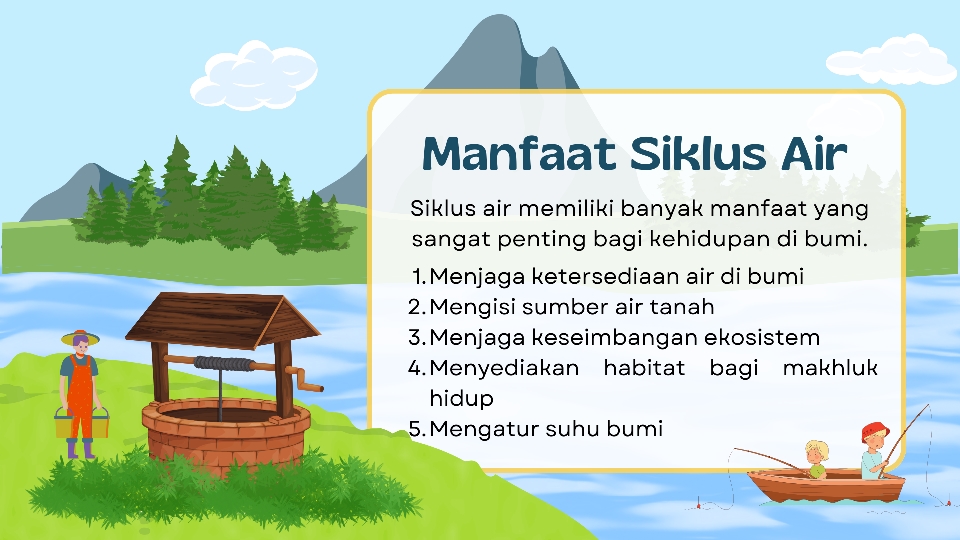 Manfaat Siklus Air
Siklus air memiliki banyak manfaat yang
sangat penting bagi kehidupan di bumi.
1. Menjaga ketersediaan air di bumi
2. Mengisi sumber air tanah
3. Menjaga keseimbangan ekosistem
4. Menyediakan habitat bagi makhluk
hidup
5. Mengatur suhu bumi